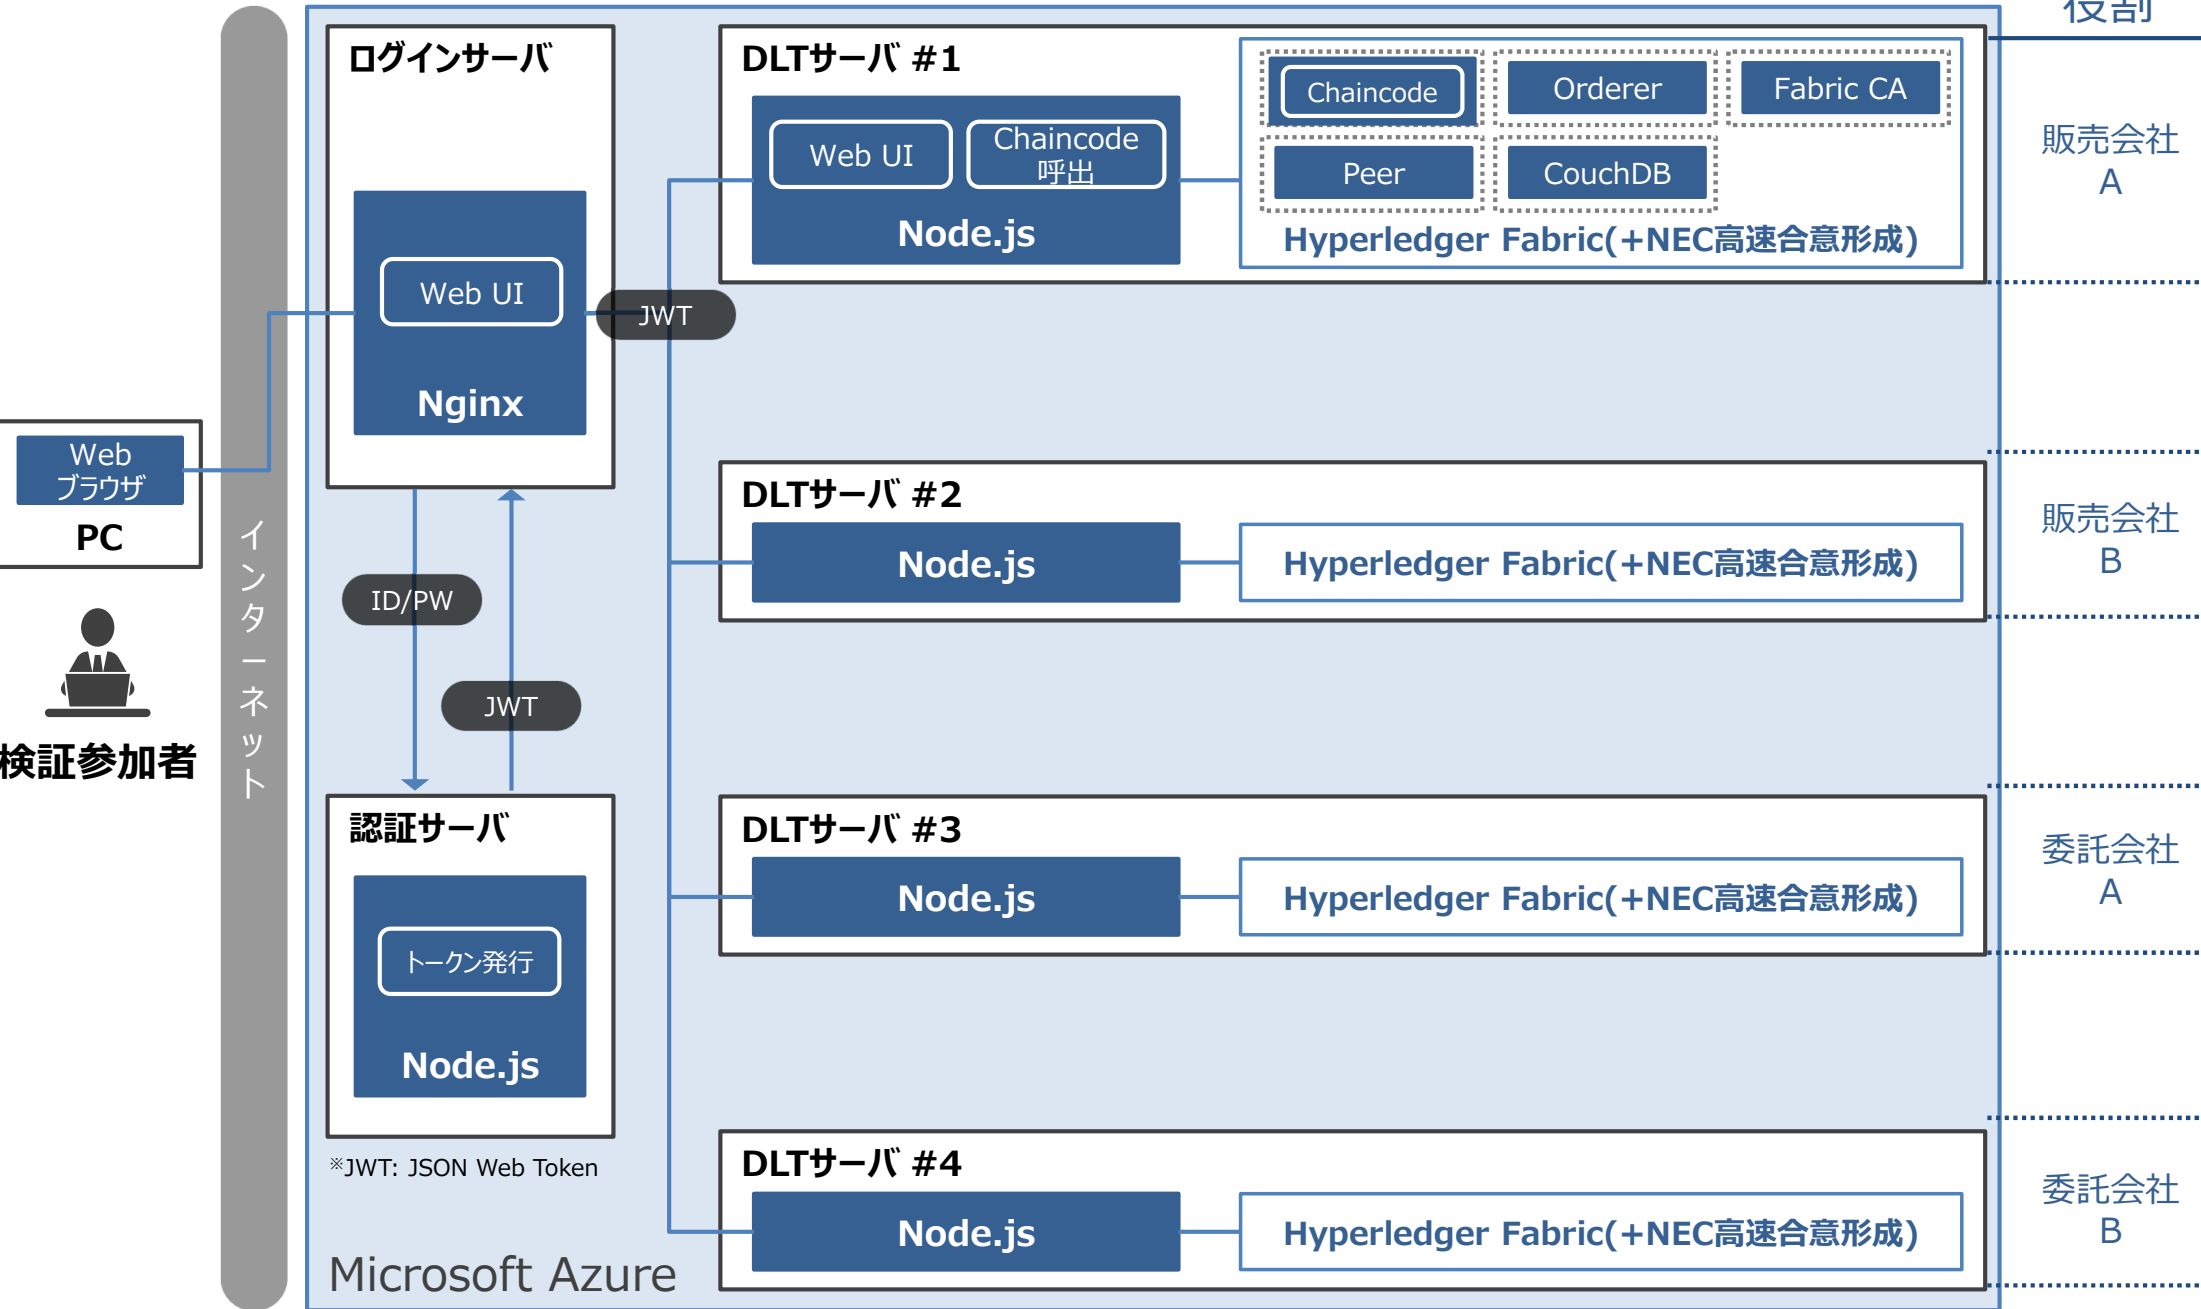 役割
ログインサーバ
Web UI
Nginx
DLTサーバ #1
Web UI
Chaincode
呼出
Node.js
Chaincode
Orderer
Fabric CA
Peer
CouchDB
Hyperledger Fabric(+NEC高速合意形成)
販売会社
A
JWT
Web
ブラウザ
PC
検証参加者
インターネット
DLTサーバ #2
Node.js
Hyperledger Fabric(+NEC高速合意形成)
販売会社
B
ID/PW
JWT
認証サーバ
トークン発行
Node.js
※JWT: JSON Web Token
DLTサーバ #3
Node.js
Hyperledger Fabric(+NEC高速合意形成)
委託会社
A
DLTサーバ #4
Node.js
Hyperledger Fabric(+NEC高速合意形成)
委託会社
B
Microsoft Azure